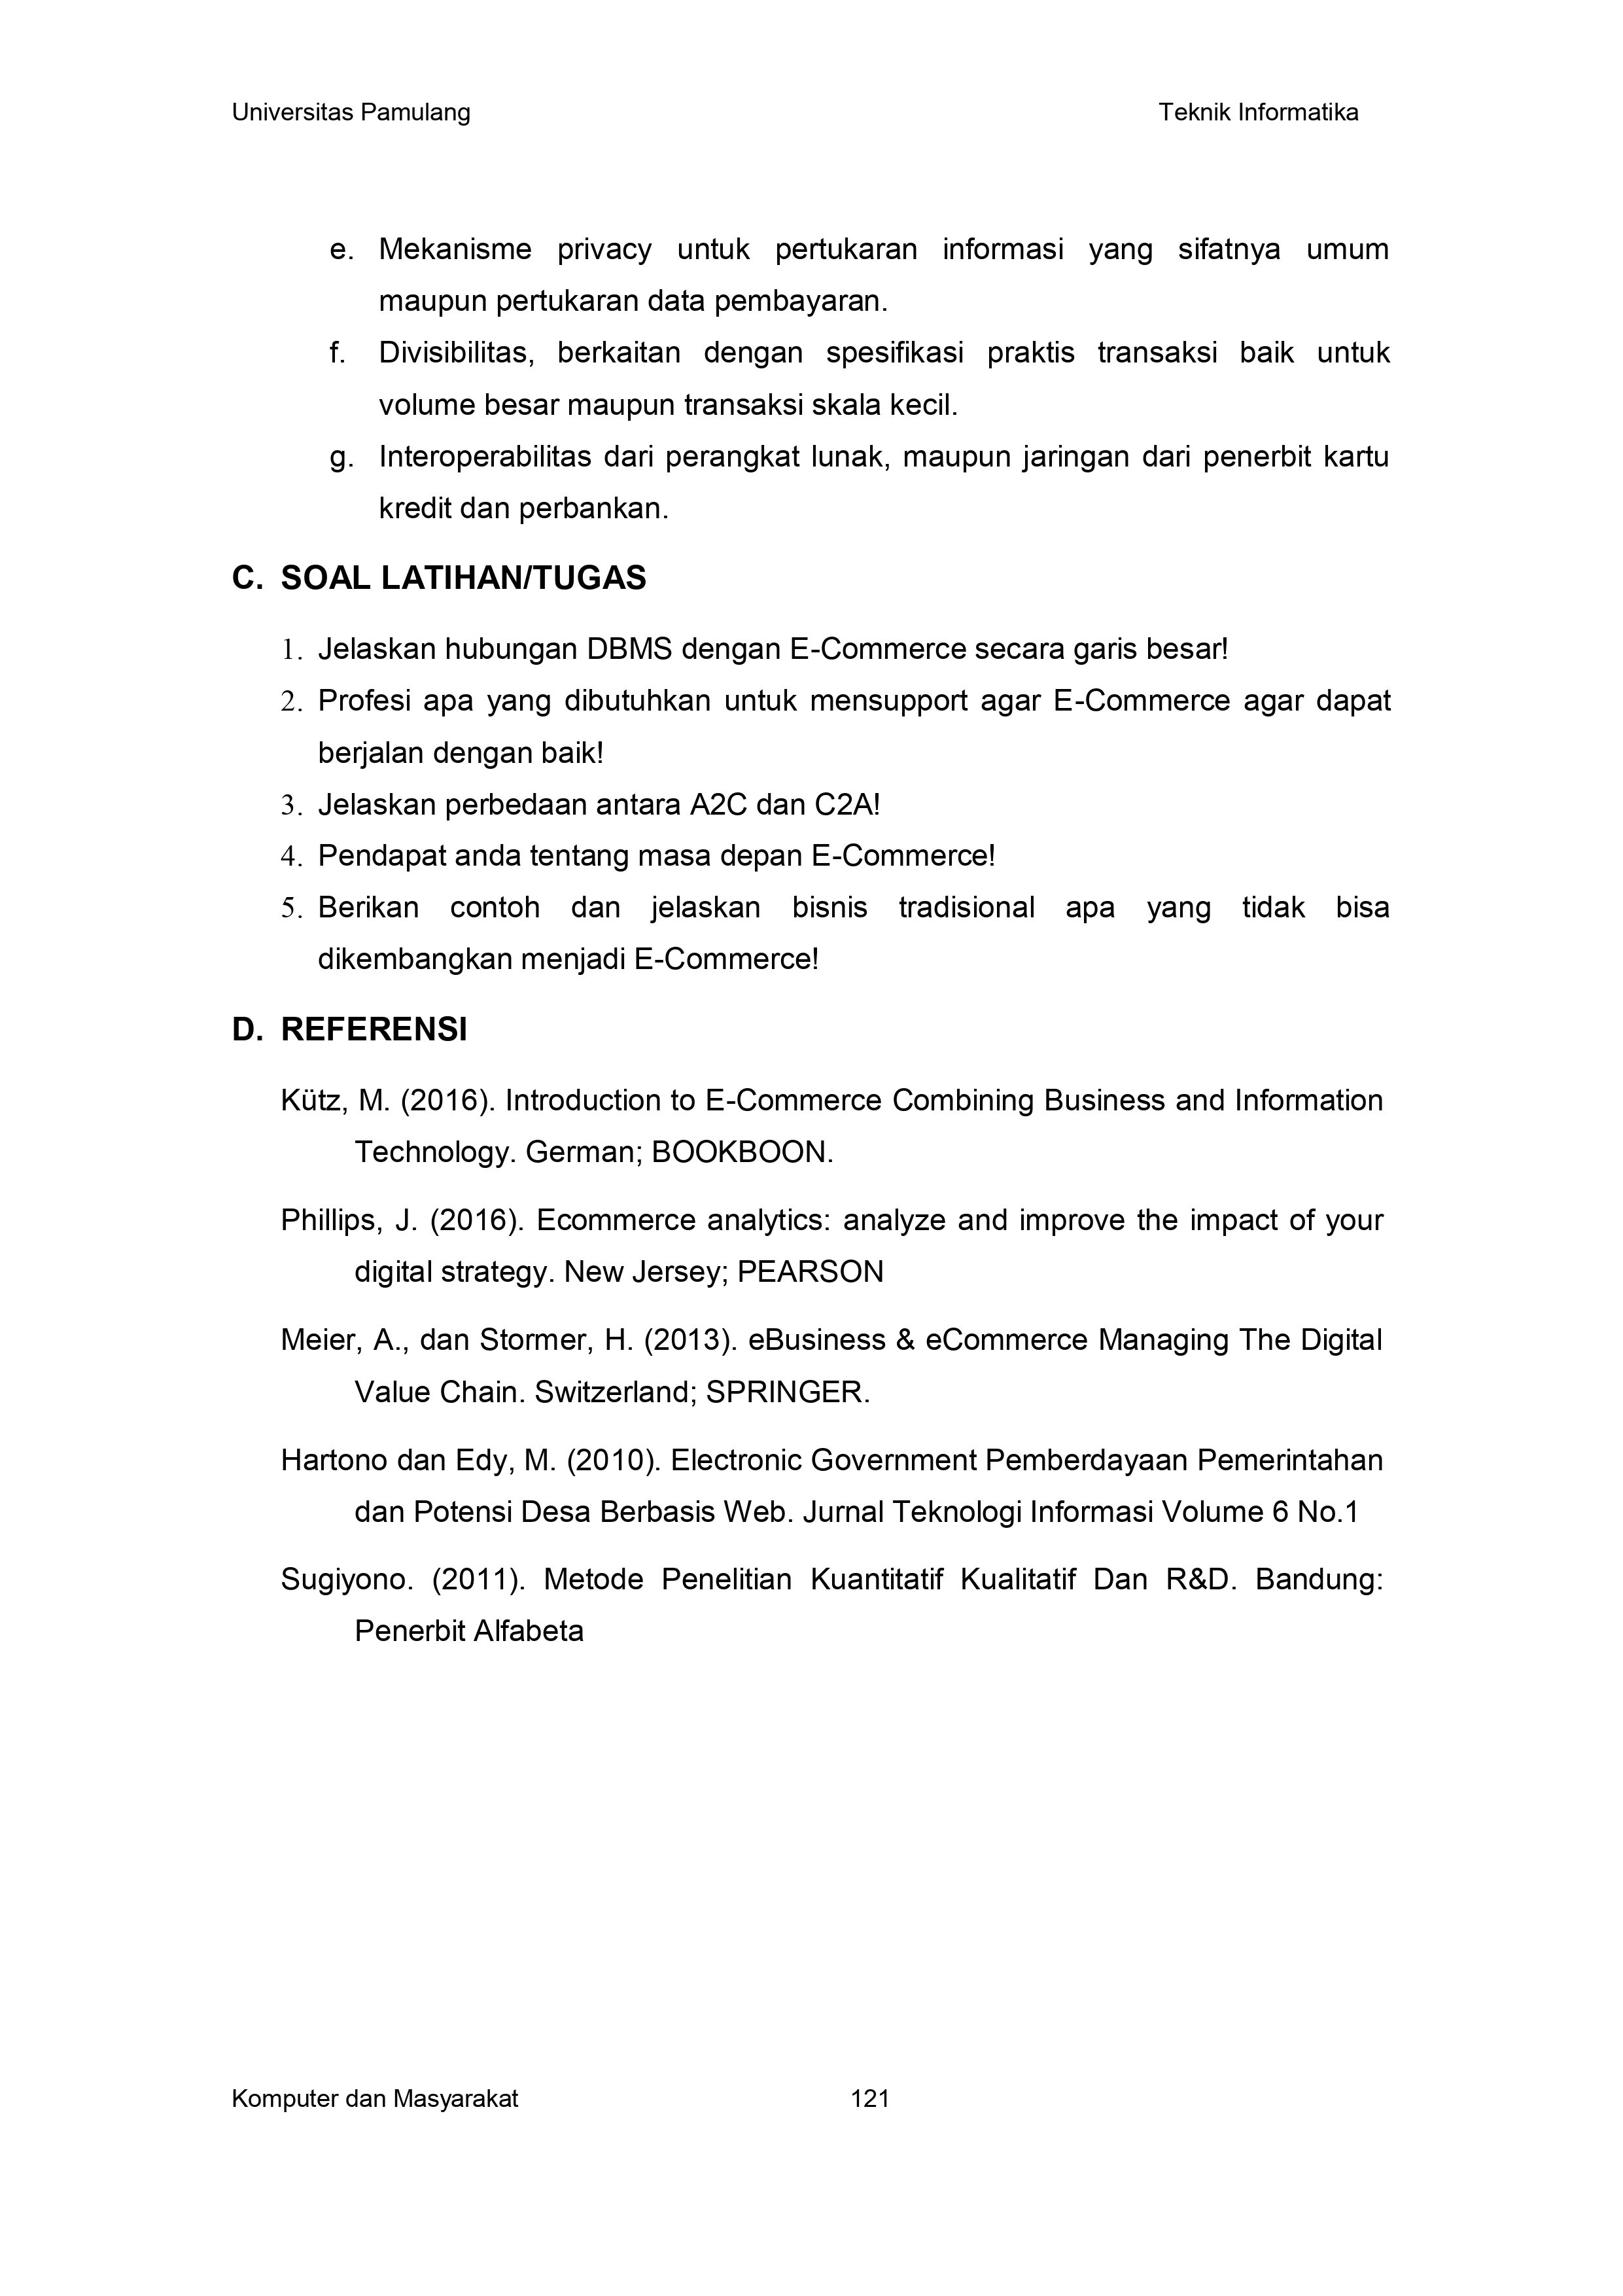 Universitas Pamulang Teknik Informatika
e. Mekanisme privacy untuk pertukaran informasi yang sifatnya umum
maupun pertukaran data pembayaran.
f. Divisibilitas, berkaitan dengan spesifikasi praktis transaksi baik untuk
volume besar maupun transaksi skala kecil.
g. Interoperabilitas dari perangkat lunak, maupun jaringan dari penerbit kartu
kredit dan perbankan.
C. SOAL LATIHAN/TUGAS
1. Jelaskan hubungan DBMS dengan E-Commerce secara garis besar!
2. Profesi apa yang dibutuhkan untuk mensupport agar E-Commerce agar dapat
berjalan dengan baik!
3. Jelaskan perbedaan antara A2C dan C2A!
4. Pendapat anda tentang masa depan E-Commerce!
5. Berikan contoh dan jelaskan bisnis tradisional apa yang tidak bisa
dikembangkan menjadi E-Commerce!
D. REFERENSI
Kütz, M. (2016). Introduction to E-Commerce Combining Business and Information
Technology. German; BOOKBOON.
Phillips, J. (2016). Ecommerce analytics: analyze and improve the impact of your
digital strategy. New Jersey; PEARSON
Meier, A., dan Stormer, H. (2013). eBusiness & eCommerce Managing The Digital
Value Chain. Switzerland; SPRINGER.
Hartono dan Edy, M. (2010). Electronic Government Pemberdayaan Pemerintahan
dan Potensi Desa Berbasis Web. Jurnal Teknologi Informasi Volume 6 No.1
Sugiyono. (2011). Metode Penelitian Kuantitatif Kualitatif Dan R&D. Bandung:
Penerbit Alfabeta
Komputer dan Masyarakat 121